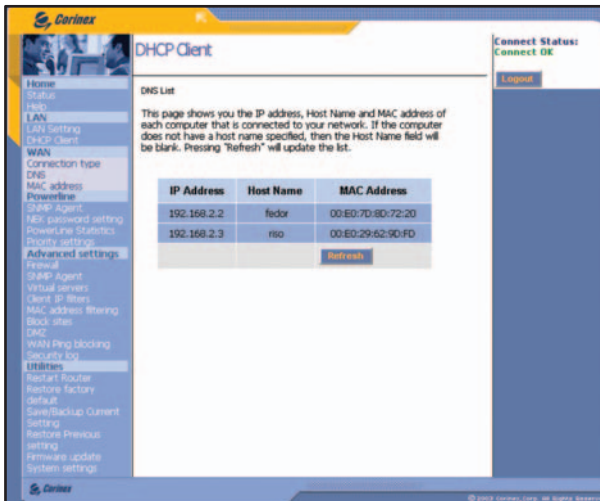 Corinex
DHCP Client
Connect Status:
Connect OK
Logout
Home
Status
Help
LAN
LAN Setting
DHCP Client
WAN
Connection type
DNS
MAC address
Powerline
SNMP Agent
NEK password setting
PowerLine Statistics
Priority settings
Advanced settings
Firewall
SNMP Agent
Virtual servers
Client IP filters
MAC address filtering
Block sites
DMZ
WAN Ping blocking
Security log
Utilities
Restart Router
Restore factory
default
Save/Backup Current
Setting
Restore Previous
setting
Firmware update
System settings
DNS List
This page shows you the IP address, Host Name and MAC address of
each computer that is connected to your network. If the computer
does not have a host name specified, then the Host Name field will
be blank. Pressing "Refresh" will update the list.
IP Address Host Name MAC Address
192.168.2.2 fedor 00:E0:7D:8D:72:20
192.168.2.3 riso 00:E0:29:62:9D:FD
Refresh
Corinex
© 2003 Corinex Corp. All Rights Reserved